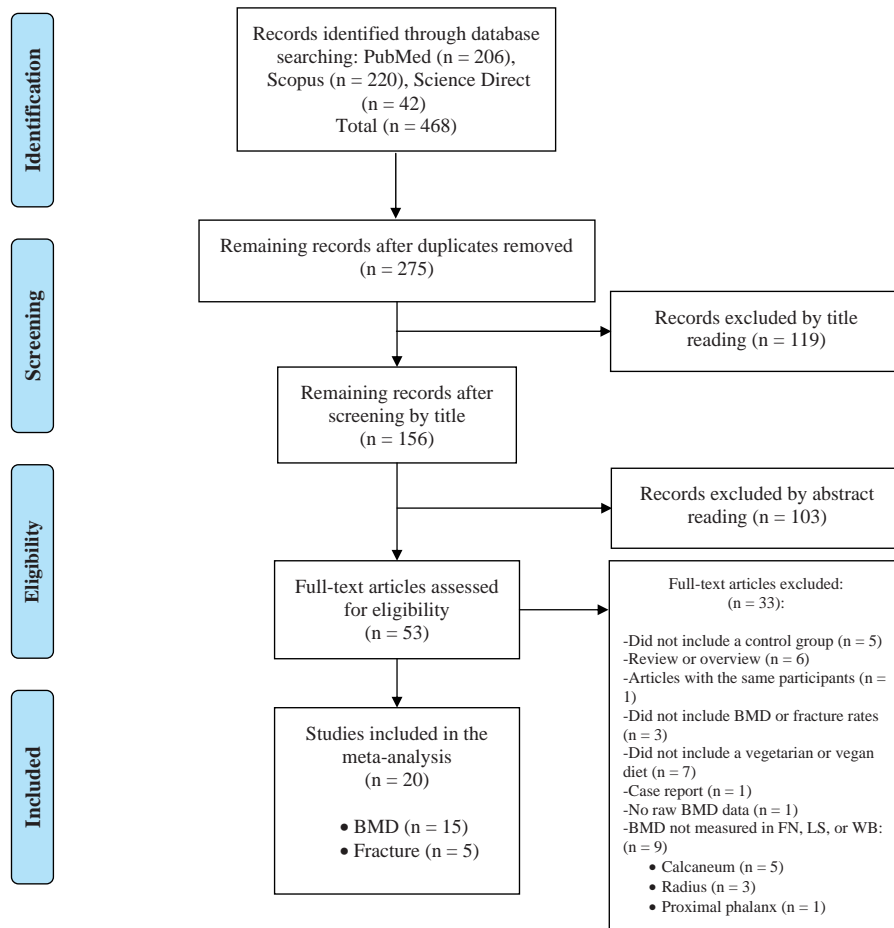 Identification
Records identified through database
searching: PubMed (n = 206),
Scopus (n = 220), Science Direct
(n = 42)
Total (n = 468)
Screening
Remaining records after duplicates removed
(n = 275)
Records excluded by title
reading (n = 119)
Remaining records after
screening by title
(n = 156)
Eligibility
Records excluded by abstract
reading (n = 103)
Full-text articles assessed
for eligibility
(n = 53)
Full-text articles excluded:
(n = 33):
-Did not include a control group (n = 5)
-Review or overview (n = 6)
-Articles with the same participants (n =
1)
-Did not include BMD or fracture rates
(n = 3)
-Did not include a vegetarian or vegan
diet (n = 7)
-Case report (n = 1)
-No raw BMD data (n = 1)
-BMD not measured in FN, LS, or WB:
(n = 9)
• Calcaneum (n = 5)
• Radius (n = 3)
• Proximal phalanx (n = 1)
Included
Studies included in the
meta-analysis
(n = 20)
• BMD (n = 15)
• Fracture (n = 5)